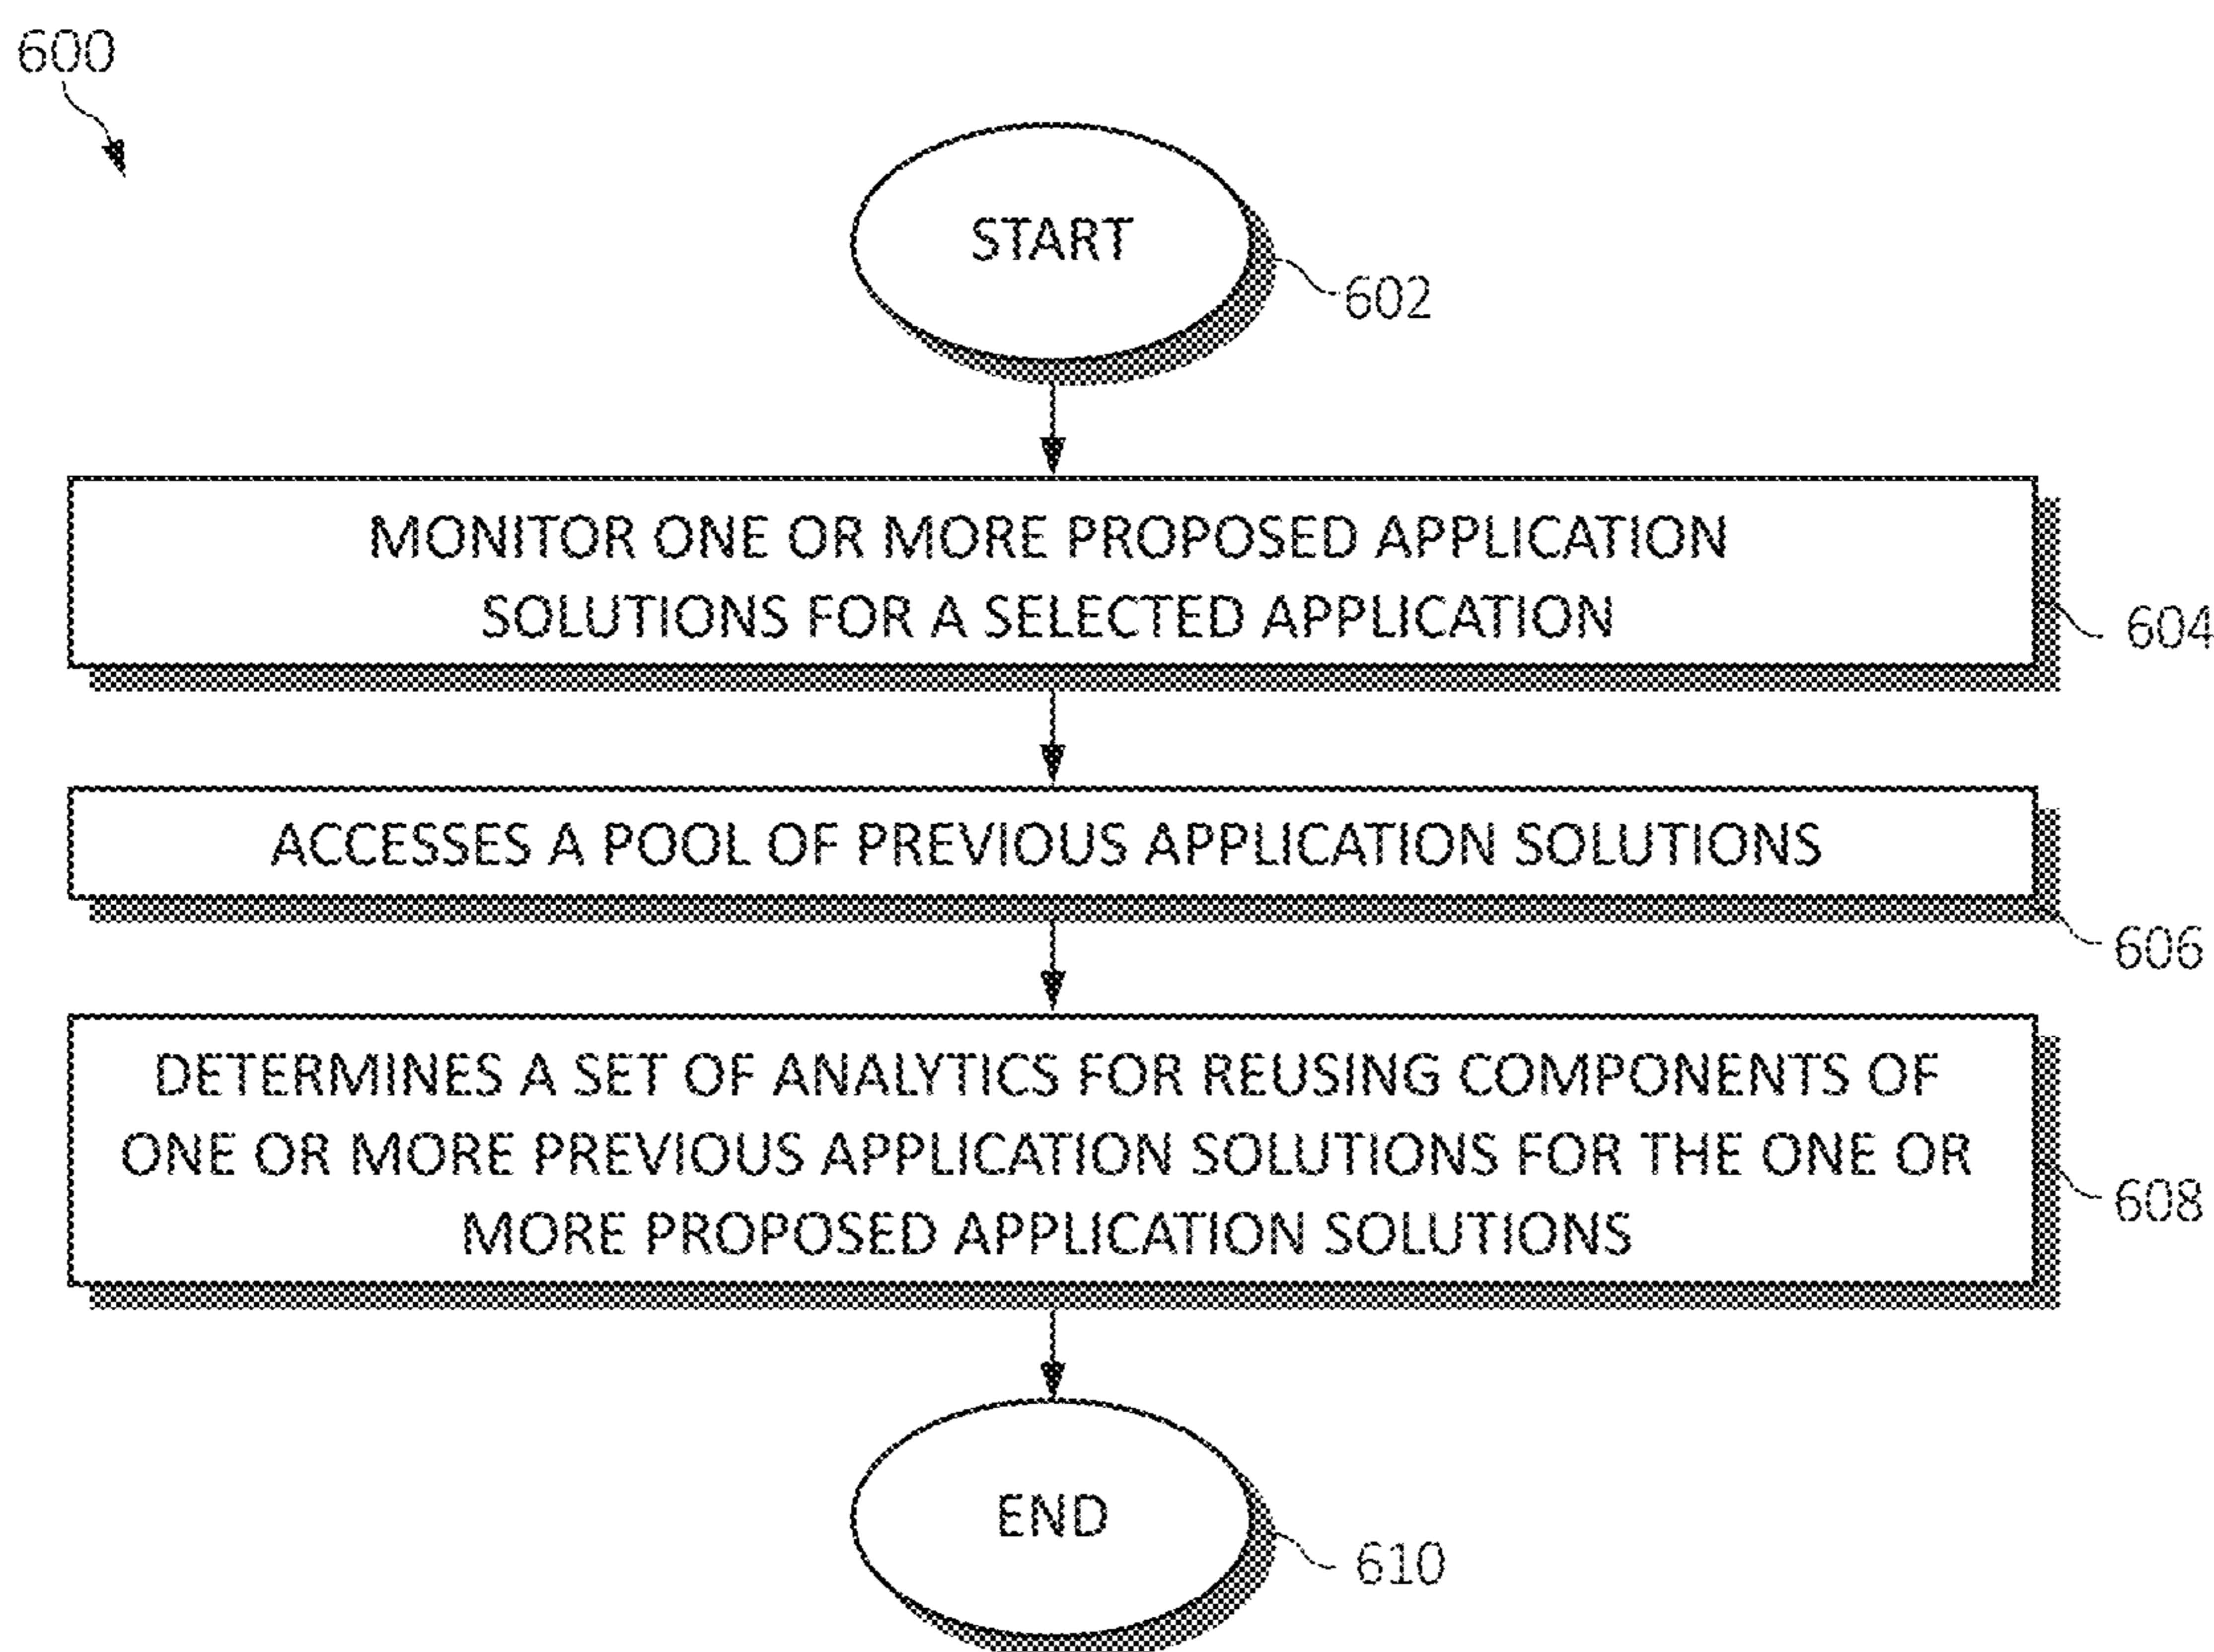 600
START
602
MONITOR ONE OR MORE PROPOSED APPLICATION
SOLUTIONS FOR A SELECTED APPLICATION
604
ACCESSES A POOL OF PREVIOUS APPLICATION SOLUTIONS
606
DETERMINES A SET OF ANALYTICS FOR REUSING COMPONENTS OF
ONE OR MORE PREVIOUS APPLICATION SOLUTIONS FOR THE ONE OR
MORE PROPOSED APPLICATION SOLUTIONS
608
END
610